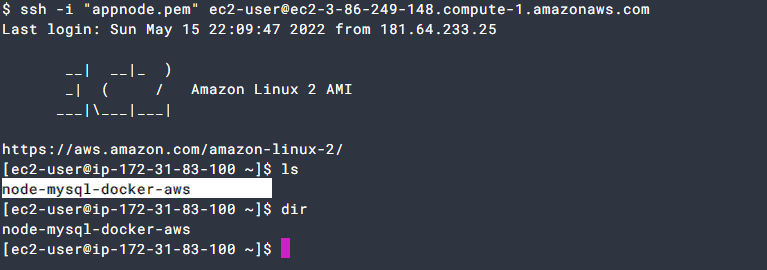 $ ssh -i "appnode.pem" ec2-user@ec2-3-86-249-148.compute-1.amazonaws.com
Last login: Sun May 15 22:09:47 2022 from 181.64.233.25
__|  __|_  )
_|  (     /   Amazon Linux 2 AMI
___|\___|___|
https://aws.amazon.com/amazon-linux-2/
[ec2-user@ip-172-31-83-100 ~]$ ls
node-mysql-docker-aws
[ec2-user@ip-172-31-83-100 ~]$ dir
node-mysql-docker-aws
[ec2-user@ip-172-31-83-100 ~]$